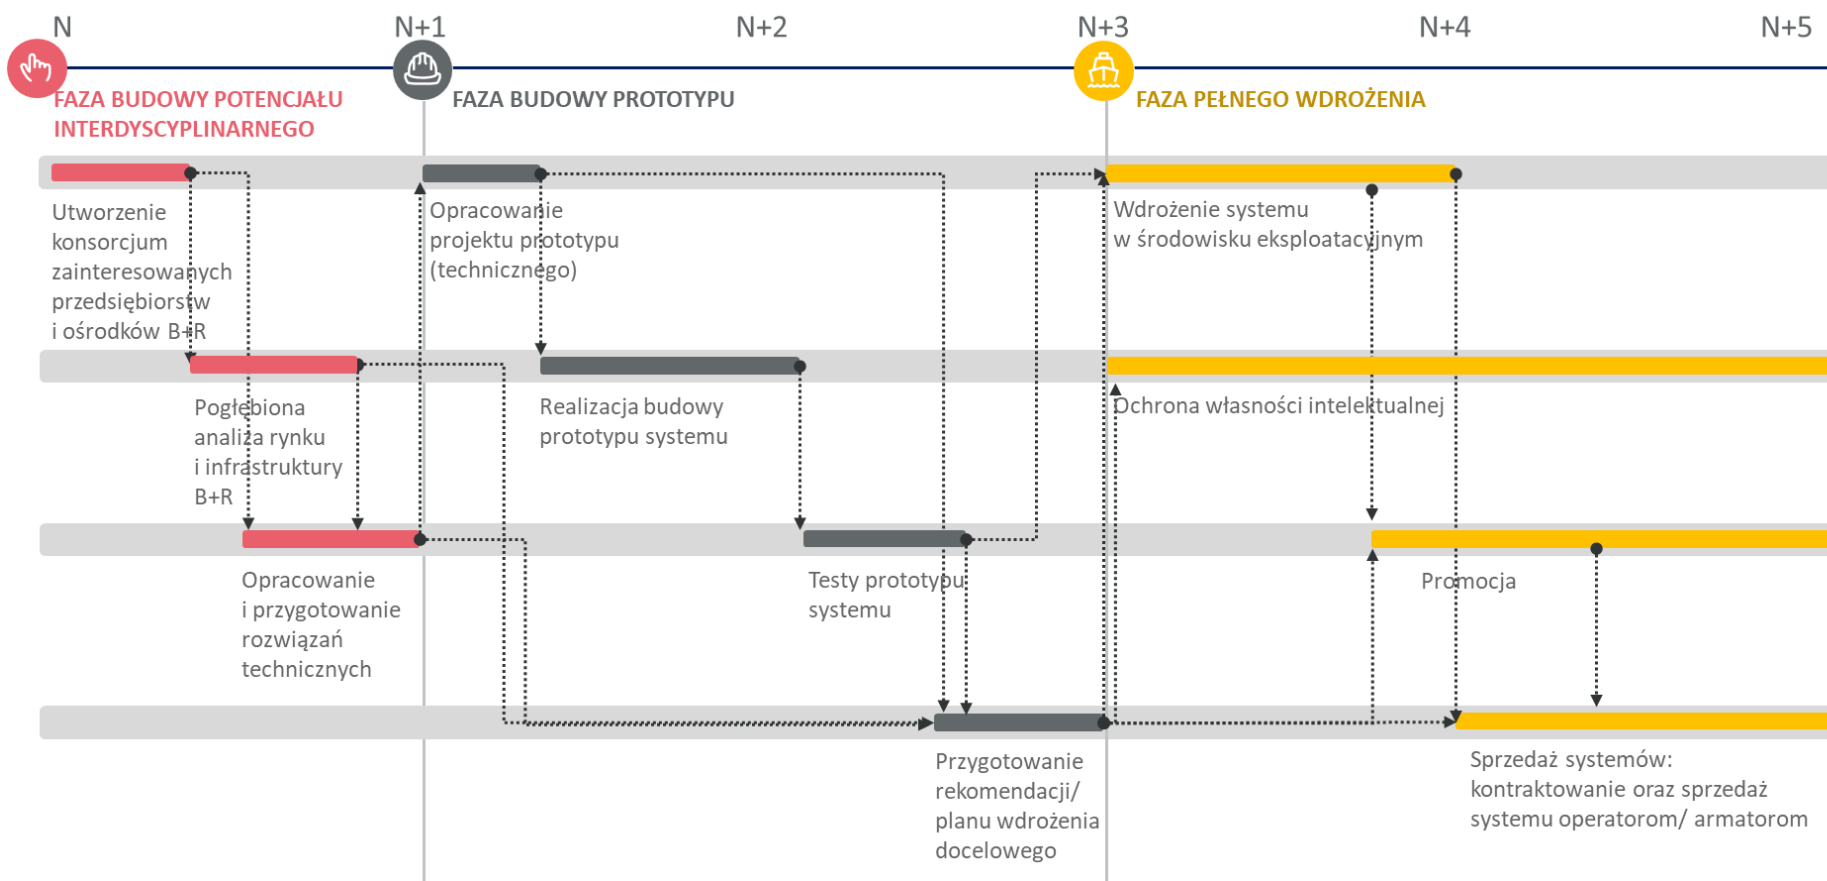 N
N+1
N+2
N+3
N+4
N+5
FAZA BUDOWY POTENCJAŁU
INTERDYSCYPLINARNEGO
FAZA BUDOWY PROTOTYPU
FAZA PEŁNEGO WDROŻENIA
Utworzenie
konsorcjum
zainteresowanych
przedsiębiorstw
i ośrodków B+R
Opracowanie
projektu prototypu
(technicznego)
Wdrożenie systemu
w środowisku eksploatacyjnym
Pogłębiona
analiza rynku
i infrastruktury
B+R
Realizacja budowy
prototypu systemu
Ochrona własności intelektualnej
Opracowanie
i przygotowanie
rozwiązań
technicznych
Testy prototypu
systemu
Promocja
Przygotowanie
rekomendacji/
planu wdrożenia
docelowego
Sprzedaż systemów:
kontraktowanie oraz sprzedaż
systemu operatorom/ armatorom